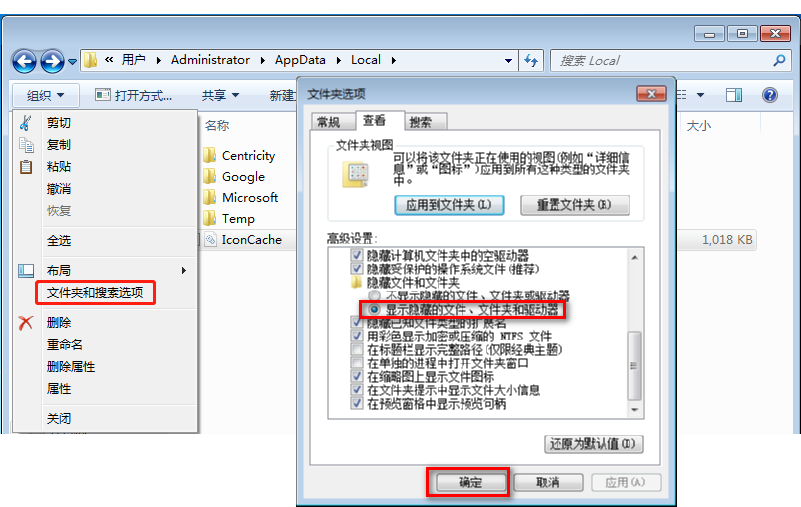 « 用户 ▸ Administrator ▸ AppData ▸ Local ▸
搜索 Local
组织 ▼
打开方式...
共享 ▼
新建
剪切
复制
粘贴
撤消
恢复
全选
布局
文件夹和搜索选项
删除
重命名
删除属性
属性
关闭
名称
大小
Centricity
Google
Microsoft
Temp
IconCache
1,018 KB
文件夹选项
常规
查看
搜索
文件夹视图
可以将该文件夹正在使用的视图(例如“详细信
息”或“图标”)应用到所有这种类型的文件夹
中。
应用到文件夹(L)
重置文件夹(R)
高级设置:
隐藏计算机文件夹中的空驱动器
隐藏受保护的操作系统文件(推荐)
隐藏文件和文件夹
不显示隐藏的文件、文件夹或驱动器
显示隐藏的文件、文件夹和驱动器
隐藏已知文件类型的扩展名
用彩色显示加密或压缩的 NTFS 文件
在标题栏显示完整路径(仅限经典主题)
在单独的进程中打开文件夹窗口
在缩略图上显示文件图标
在文件夹提示中显示文件大小信息
在预览窗格中显示预览句柄
还原为默认值(D)
确定
取消
应用(A)